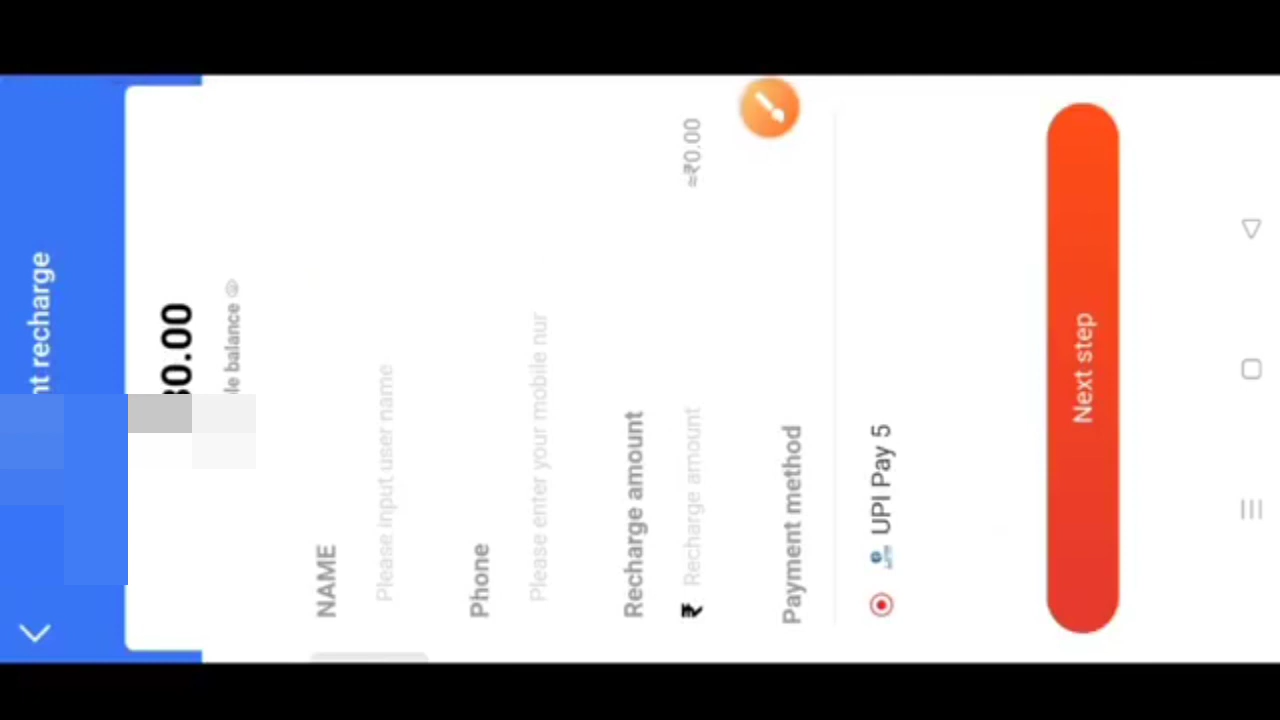 nt recharge
30.00
le balance
NAME
Please input user name
Phone
Please enter your mobile nur
Recharge amount
₹ Recharge amount ≈₹0.00
Payment method
UPI Pay 5
Next step